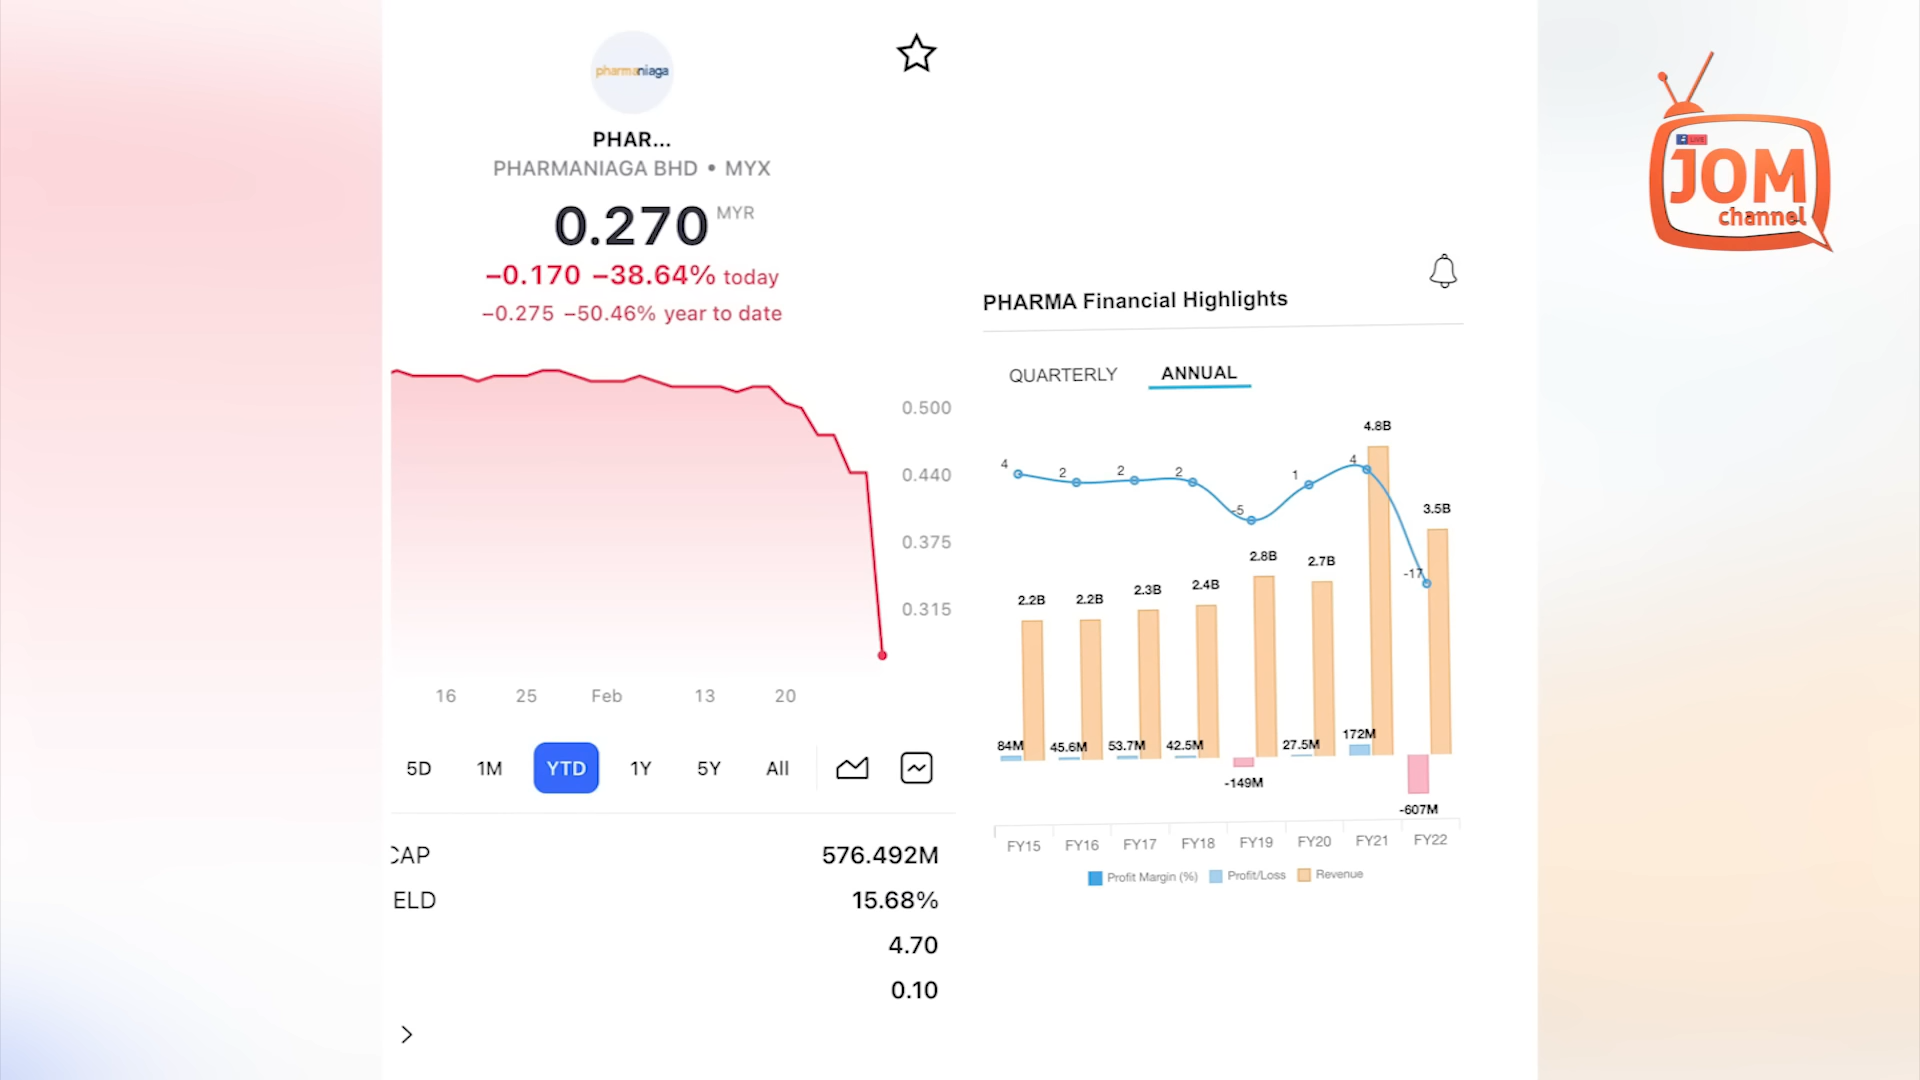 pharmaniaga
PHAR...
PHARMANIAGA BHD • MYX
0.270 MYR
−0.170 −38.64% today
−0.275 −50.46% year to date
0.500
0.440
0.375
0.315
16 25 Feb 13 20
5D 1M YTD 1Y 5Y All
CAP 576.492M
ELD 15.68%
4.70
0.10
PHARMA Financial Highlights
QUARTERLY ANNUAL
4 2 2 2 -5 1 4 -17
2.2B 2.2B 2.3B 2.4B 2.8B 2.7B 4.8B 3.5B
84M 45.6M 53.7M 42.5M -149M 27.5M 172M -607M
FY15 FY16 FY17 FY18 FY19 FY20 FY21 FY22
Profit Margin (%) Profit/Loss Revenue
LIVE
JOM
channel